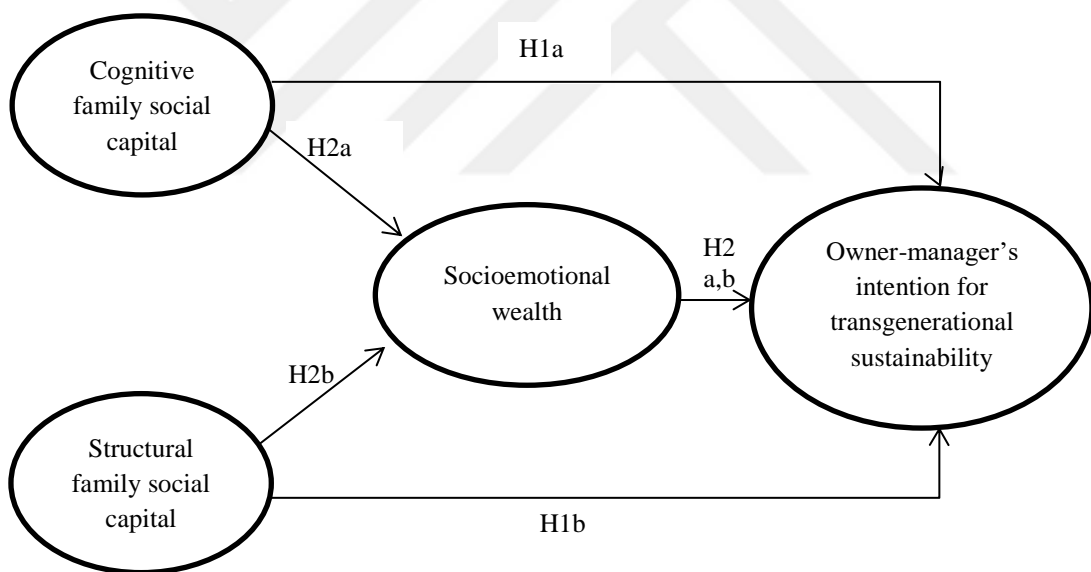 H1a
Cognitive
family social
capital
H2a
Socioemotional
wealth
H2
a,b
Owner-manager’s
intention for
transgenerational
sustainability
H2b
Structural
family social
capital
H1b